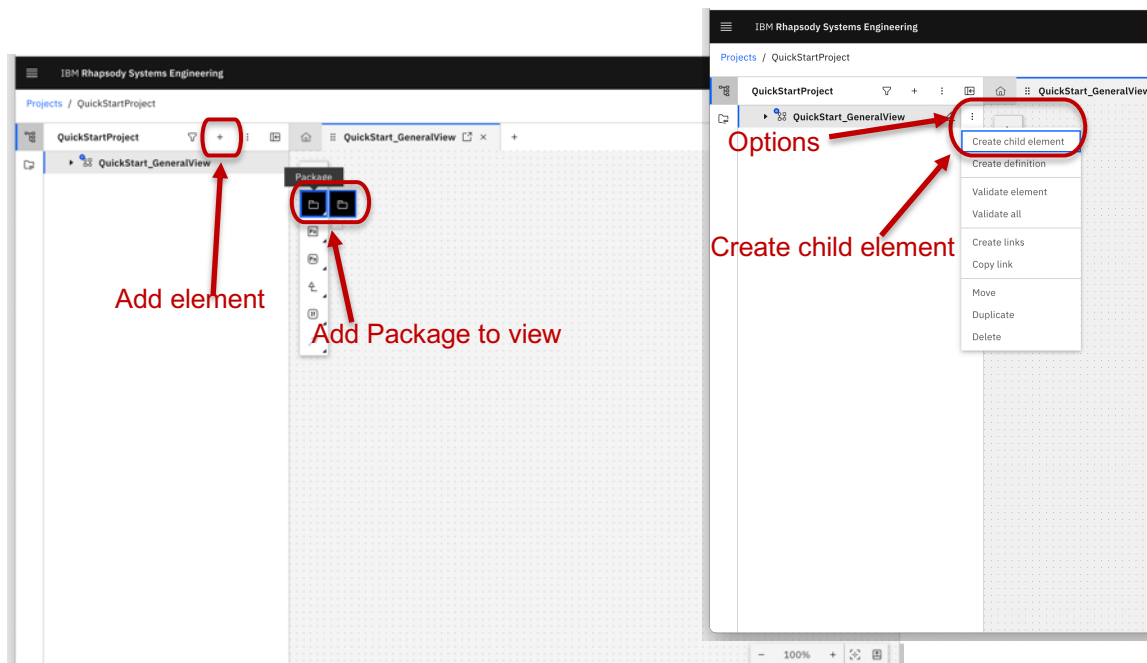 IBM Rhapsody Systems Engineering
Projects / QuickStartProject
QuickStartProject
QuickStart_GeneralView
+
QuickStart_GeneralView
Package
Add element
Add Package to view
- 100% +
IBM Rhapsody Systems Engineering
Projects / QuickStartProject
QuickStartProject
+
QuickStart_GeneralView
QuickStart_GeneralView
Options
Create child element
Create definition
Validate element
Validate all
Create child element
Create links
Copy link
Move
Duplicate
Delete